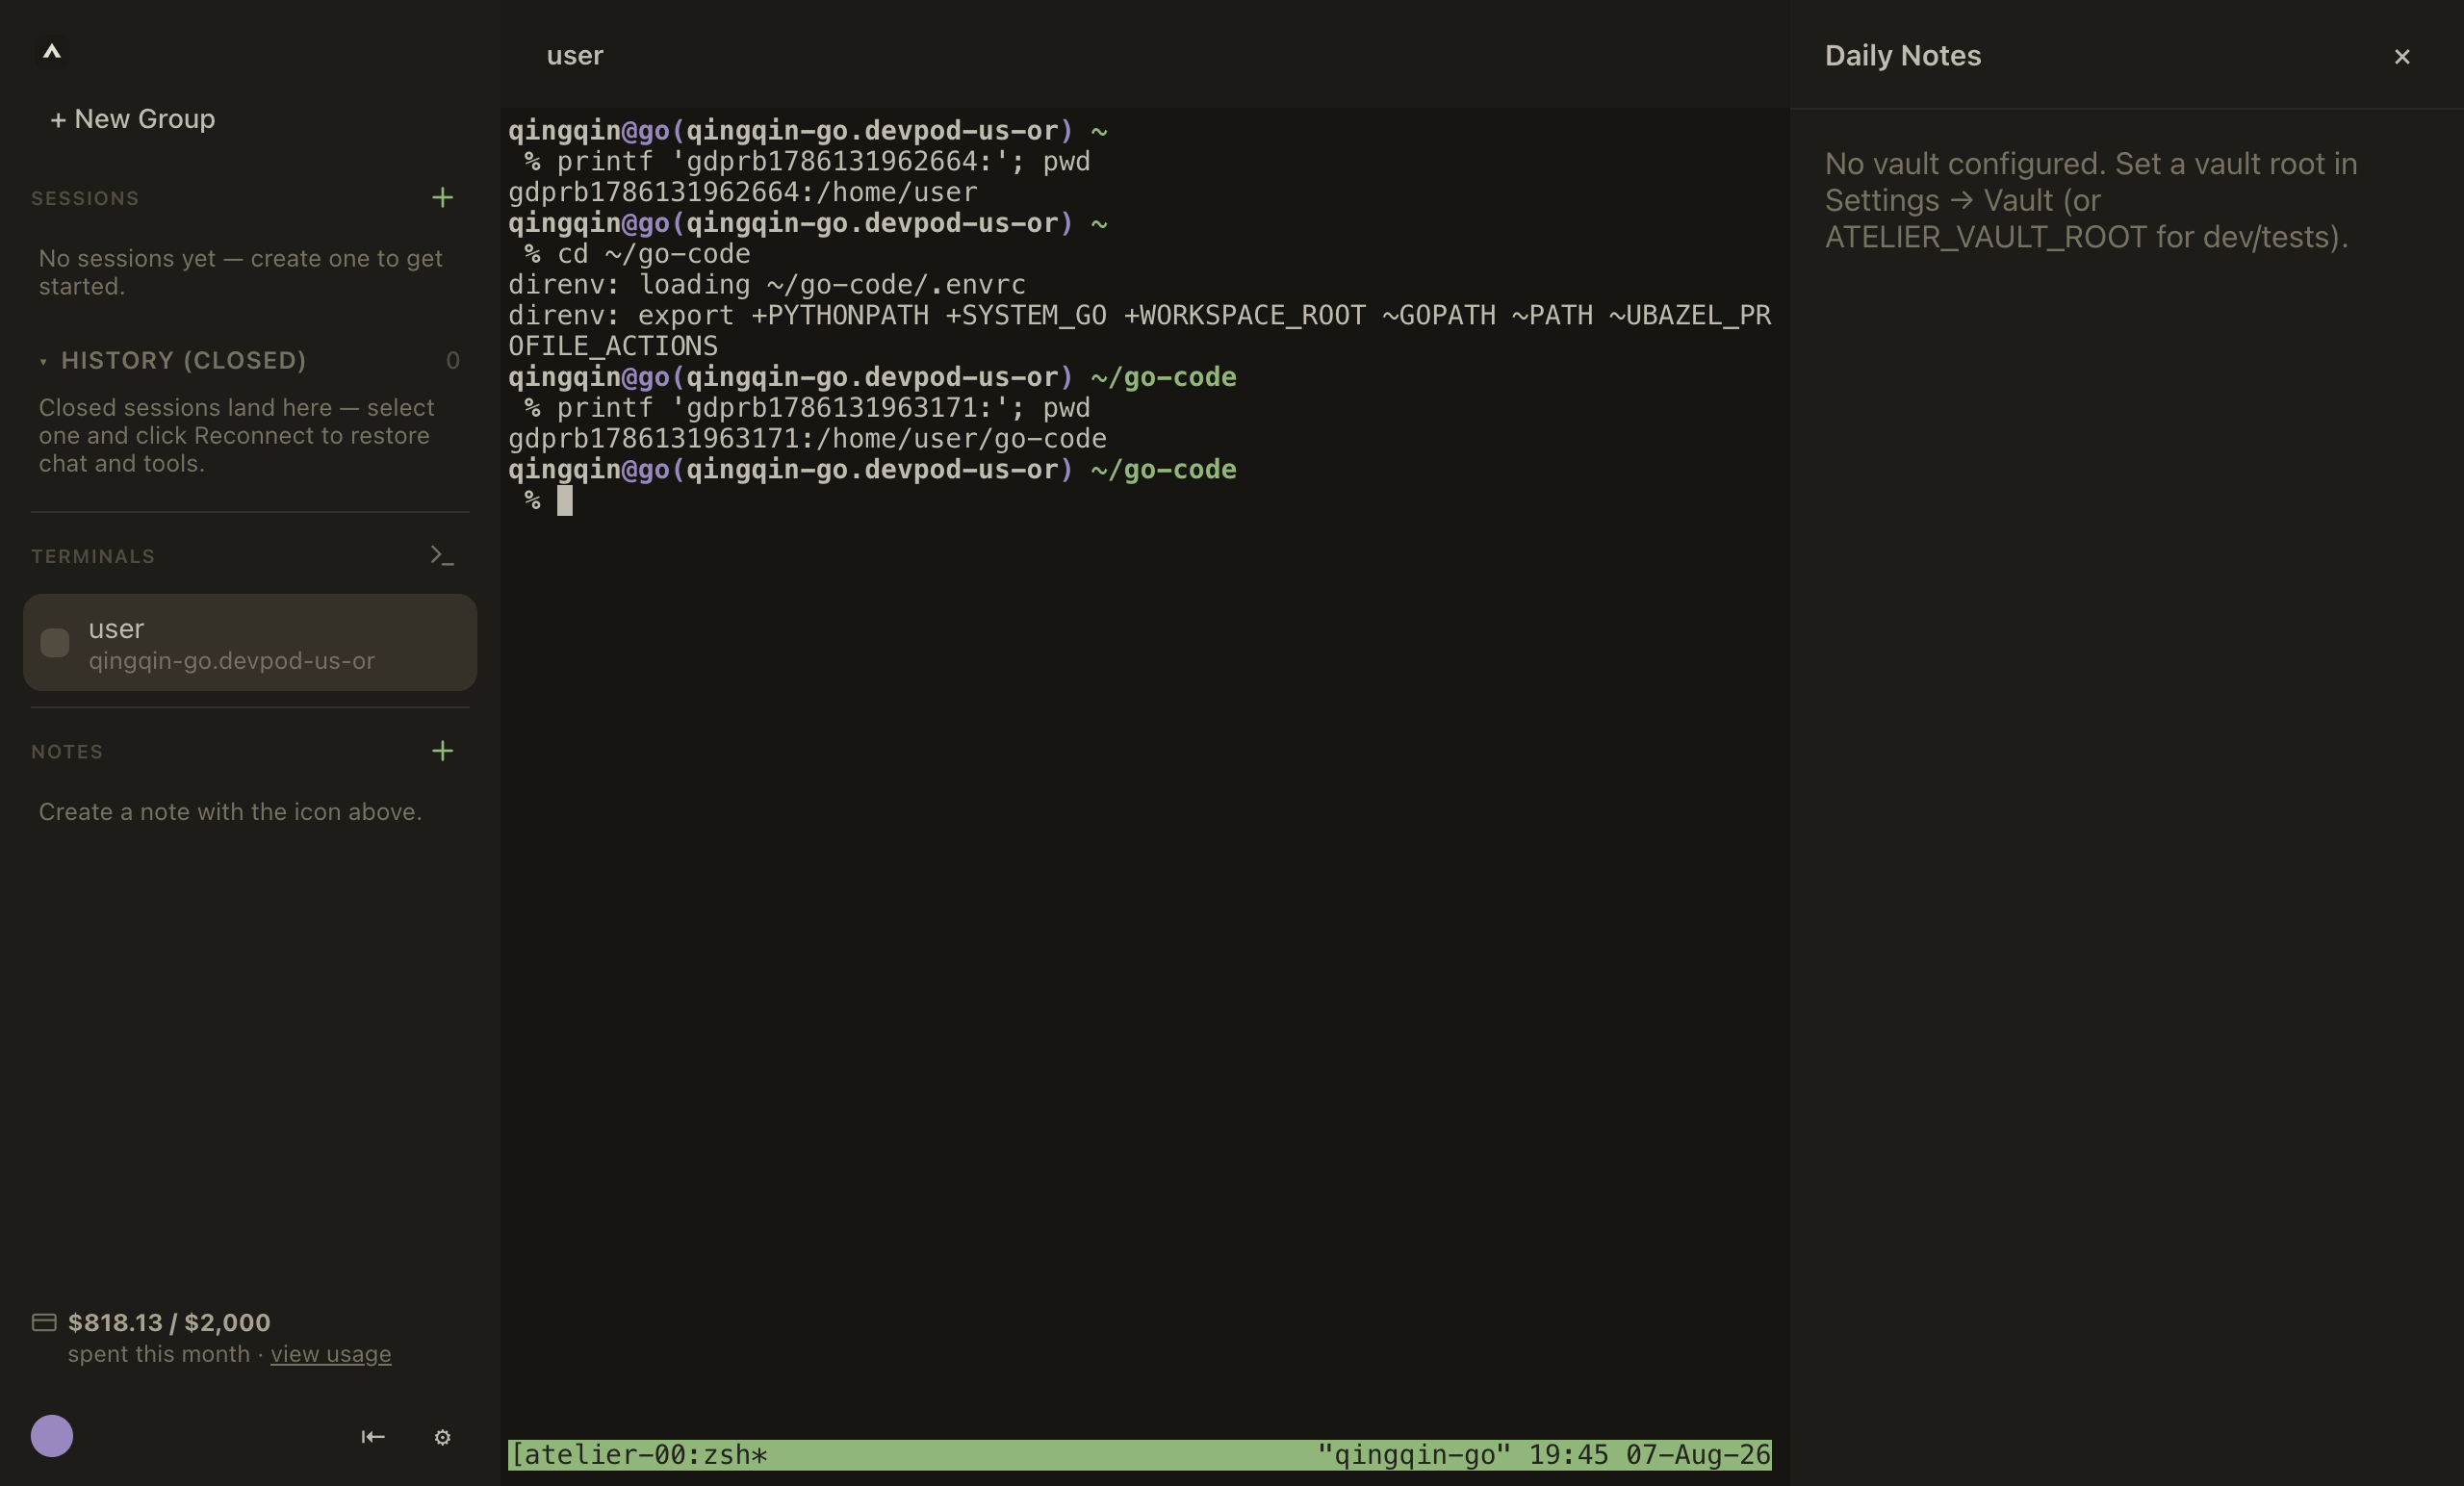 + New Group
SESSIONS +
No sessions yet — create one to get
started.
▾ HISTORY (CLOSED) 0
Closed sessions land here — select
one and click Reconnect to restore
chat and tools.
TERMINALS >_
user
qingqin-go.devpod-us-or
NOTES +
Create a note with the icon above.
$818.13 / $2,000
spent this month · view usage
user
qingqin@go(qingqin-go.devpod-us-or) ~
% printf 'gdprb1786131962664:'; pwd
gdprb1786131962664:/home/user
qingqin@go(qingqin-go.devpod-us-or) ~
% cd ~/go-code
direnv: loading ~/go-code/.envrc
direnv: export +PYTHONPATH +SYSTEM_GO +WORKSPACE_ROOT ~GOPATH ~PATH ~UBAZEL_PR
OFILE_ACTIONS
qingqin@go(qingqin-go.devpod-us-or) ~/go-code
% printf 'gdprb1786131963171:'; pwd
gdprb1786131963171:/home/user/go-code
qingqin@go(qingqin-go.devpod-us-or) ~/go-code
%
[atelier-00:zsh* "qingqin-go" 19:45 07-Aug-26
Daily Notes ×
No vault configured. Set a vault root in
Settings → Vault (or
ATELIER_VAULT_ROOT for dev/tests).